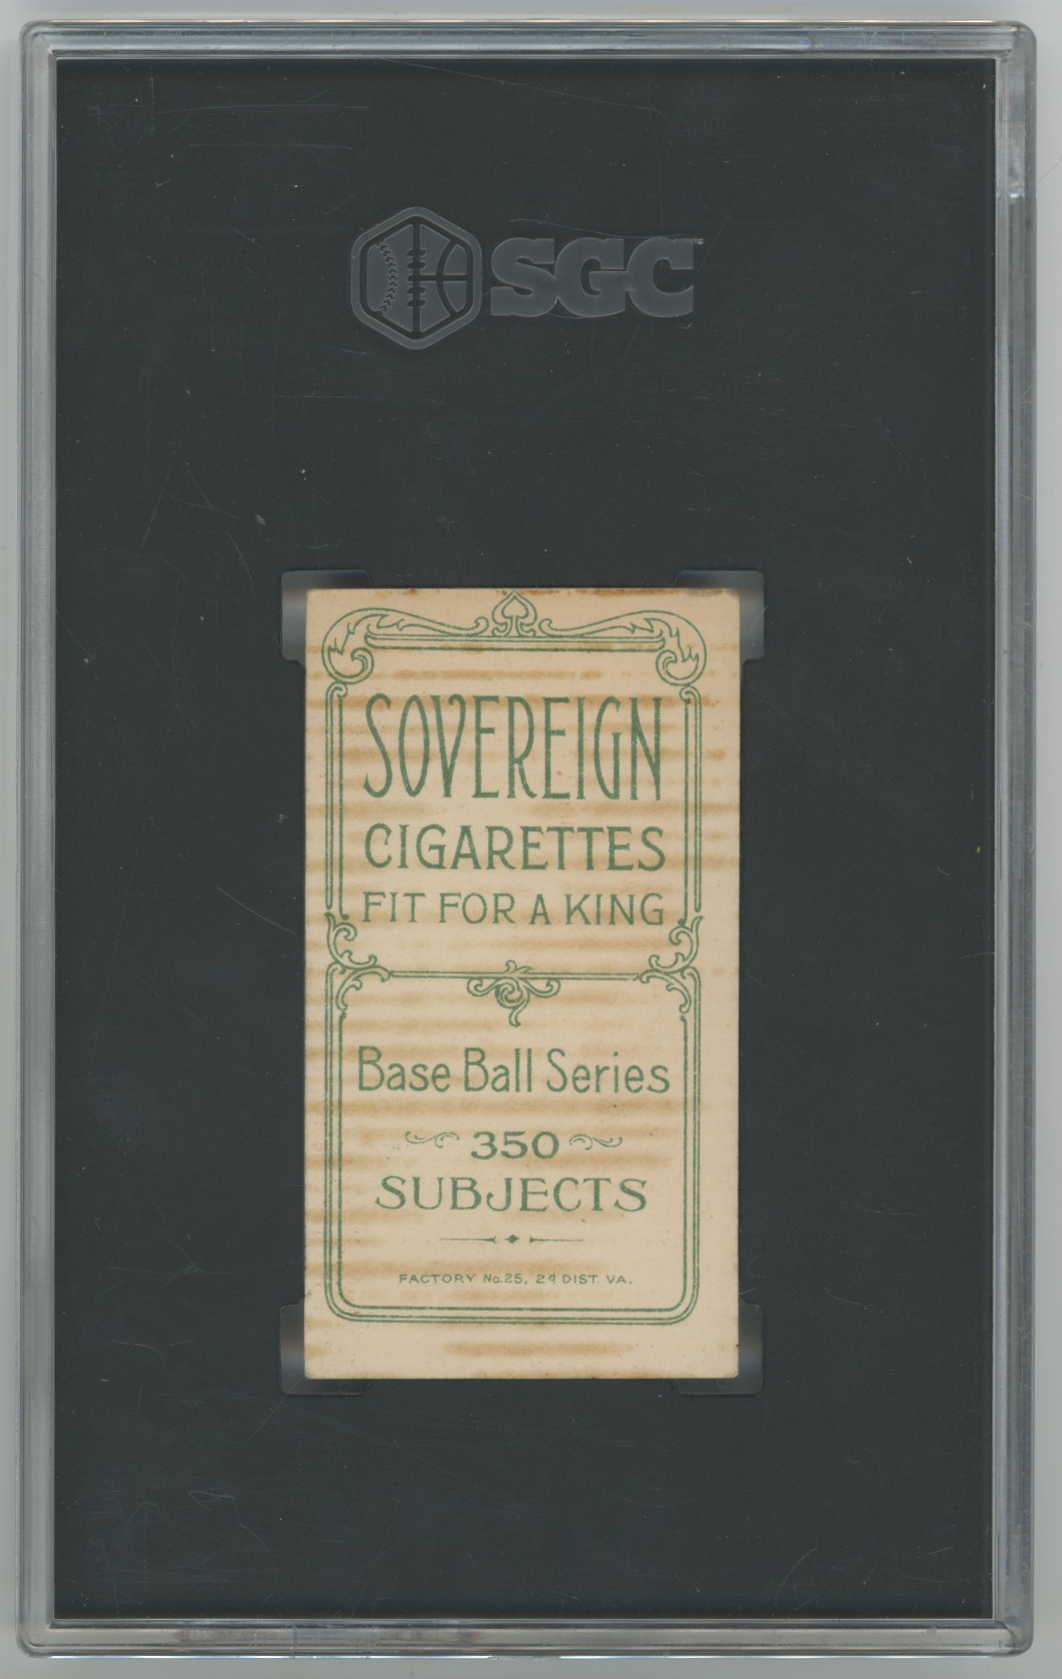 SGC
SOVEREIGN
CIGARETTES
FIT FOR A KING
Base Ball Series
350
SUBJECTS
FACTORY No. 25, 2d DIST. VA.